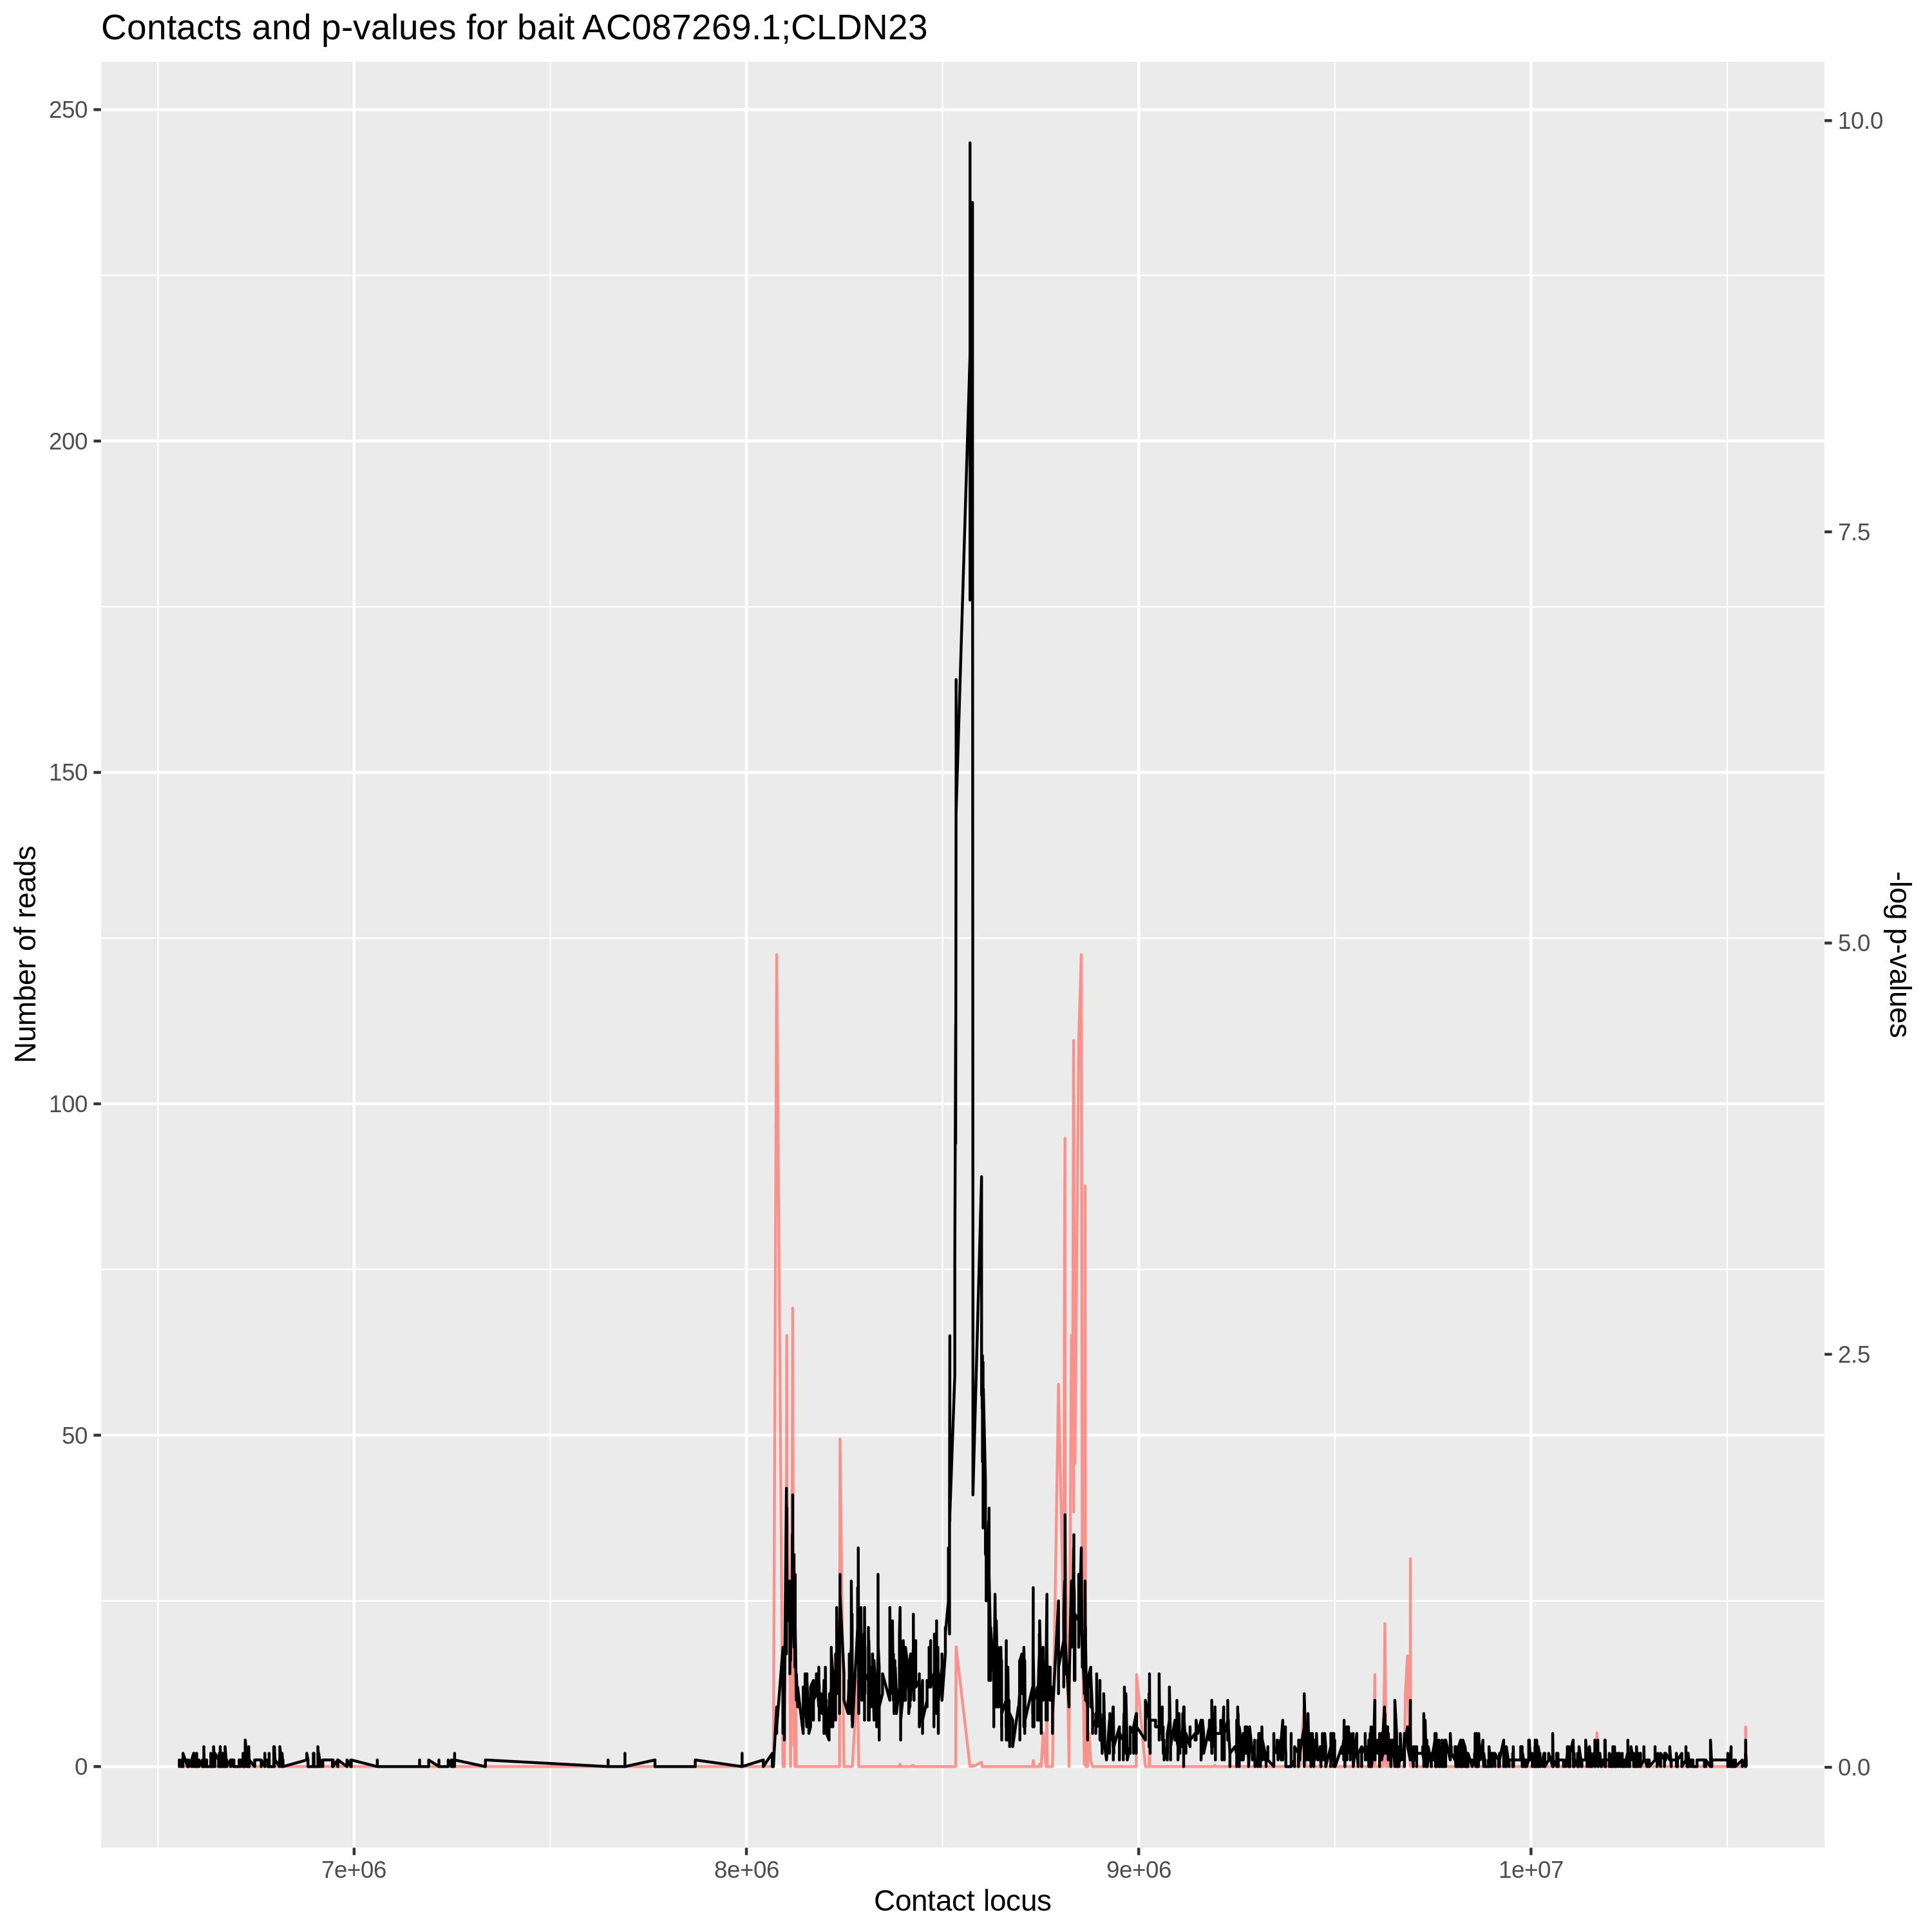 Contacts and p-values for bait AC087269.1;CLDN23
250
200
150
100
50
0
Number of reads
10.0
7.5
5.0
2.5
0.0
-log p-values
7e+06
8e+06
9e+06
1e+07
Contact locus